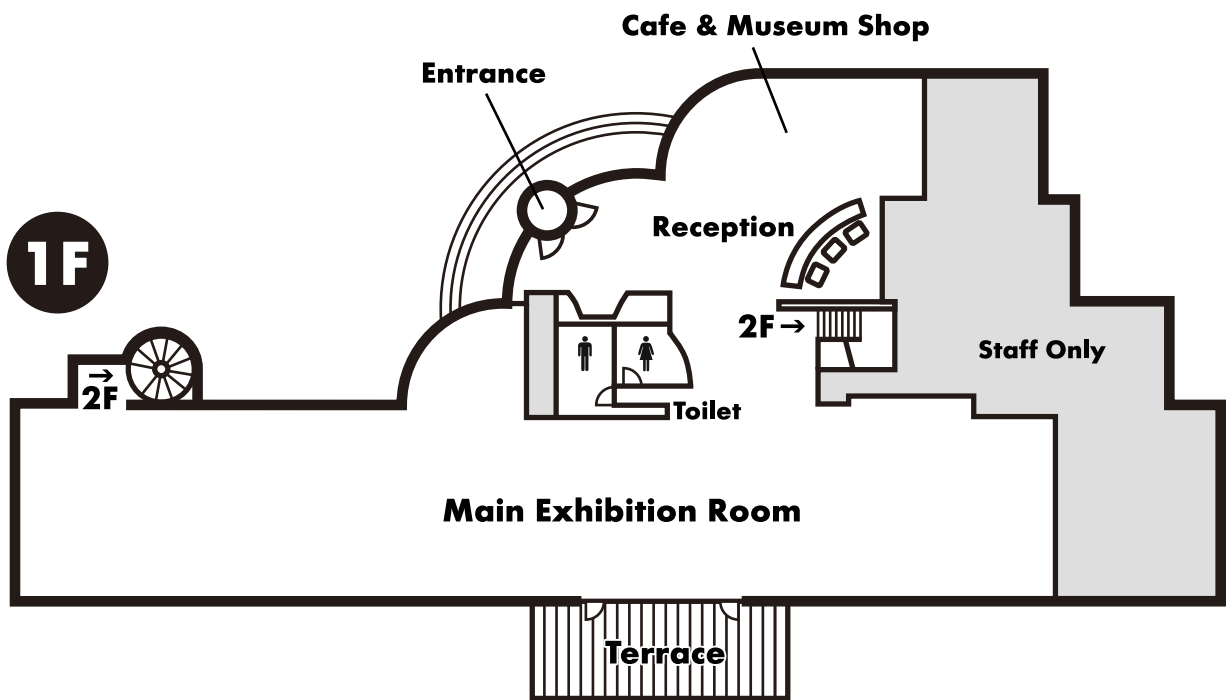 Cafe & Museum Shop
Entrance
1F
Reception
2F→
Staff Only
→
2F
Toilet
Main Exhibition Room
Terrace